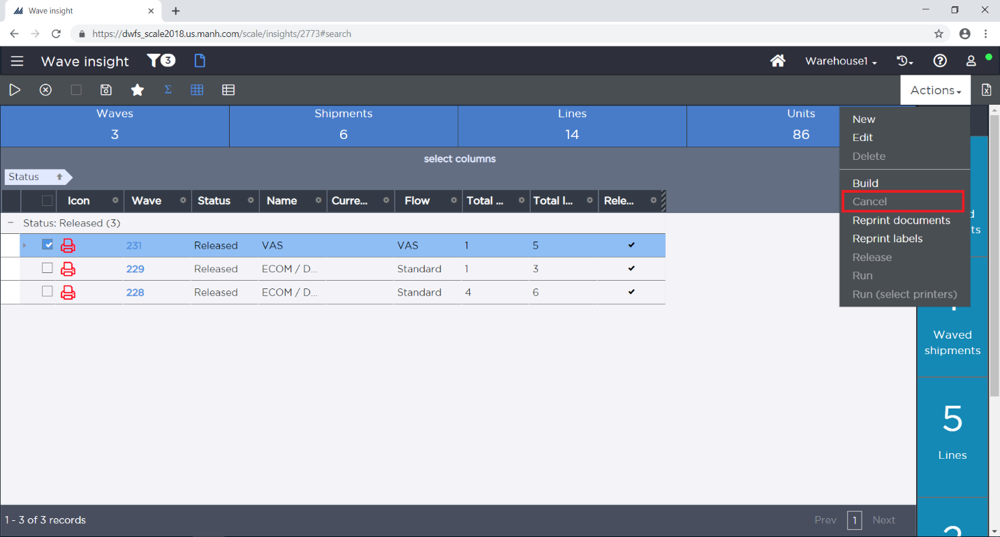 Wave insight
https://dwfs_scale2018.us.manh.com/scale/insights/2773#search
Wave insight 3 Warehouse1
Actions
Waves Shipments Lines Units
3 6 14 86
select columns
Status
Icon Wave Status Name Curre... Flow Total ... Total l... Rele...
Status: Released (3)
231 Released VAS VAS 1 5
229 Released ECOM / D... Standard 1 3
228 Released ECOM / D... Standard 4 6
New
Edit
Delete
Build
Cancel
Reprint documents
Reprint labels
Release
Run
Run (select printers)
Waved
shipments
5
Lines
1 - 3 of 3 records Prev 1 Next